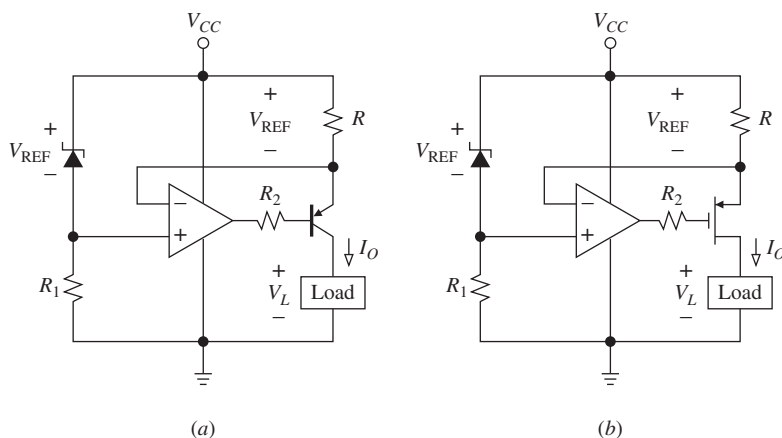 V_CC
+
V_REF
−
+
V_REF
−
R
−
+
R_2
R_1
I_O
+
V_L
−
Load
(a)
V_CC
+
V_REF
−
+
V_REF
−
R
−
+
R_2
R_1
I_O
+
V_L
−
Load
(b)